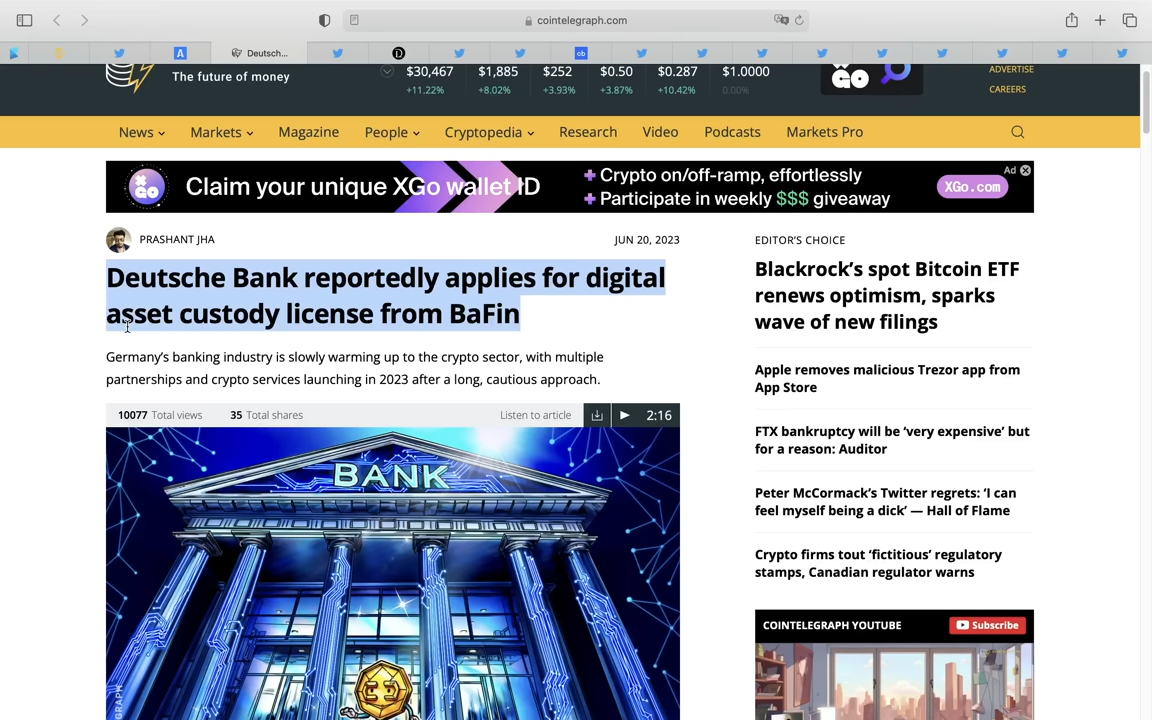 cointelegraph.com
Deutsch...
The future of money
$30,467 $1,885 $252 $0.50 $0.287 $1.0000
+11.22% +8.02% +3.93% +3.87% +10.42% 0.00%
GO
ADVERTISE
CAREERS
News Markets Magazine People Cryptopedia Research Video Podcasts Markets Pro
Claim your unique XGo wallet ID
+ Crypto on/off-ramp, effortlessly
+ Participate in weekly $$$ giveaway
XGo.com
Ad
PRASHANT JHA
JUN 20, 2023
Deutsche Bank reportedly applies for digital
asset custody license from BaFin
Germany's banking industry is slowly warming up to the crypto sector, with multiple
partnerships and crypto services launching in 2023 after a long, cautious approach.
10077 Total views 35 Total shares Listen to article 2:16
BANK
EDITOR'S CHOICE
Blackrock's spot Bitcoin ETF
renews optimism, sparks
wave of new filings
Apple removes malicious Trezor app from
App Store
FTX bankruptcy will be 'very expensive' but
for a reason: Auditor
Peter McCormack's Twitter regrets: 'I can
feel myself being a dick' — Hall of Flame
Crypto firms tout 'fictitious' regulatory
stamps, Canadian regulator warns
COINTELEGRAPH YOUTUBE
Subscribe